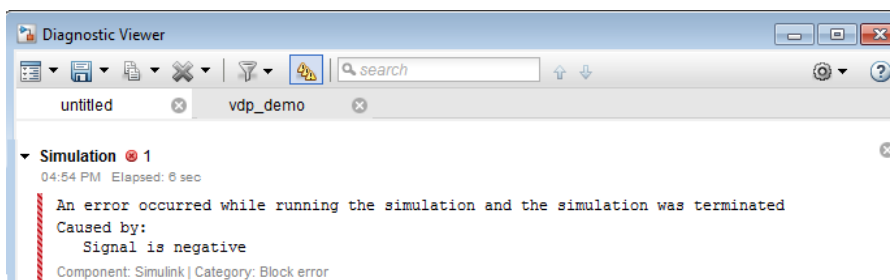 Diagnostic Viewer
search
untitled
vdp_demo
Simulation 1
04:54 PM Elapsed: 6 sec
An error occurred while running the simulation and the simulation was terminated
Caused by:
Signal is negative
Component: Simulink | Category: Block error